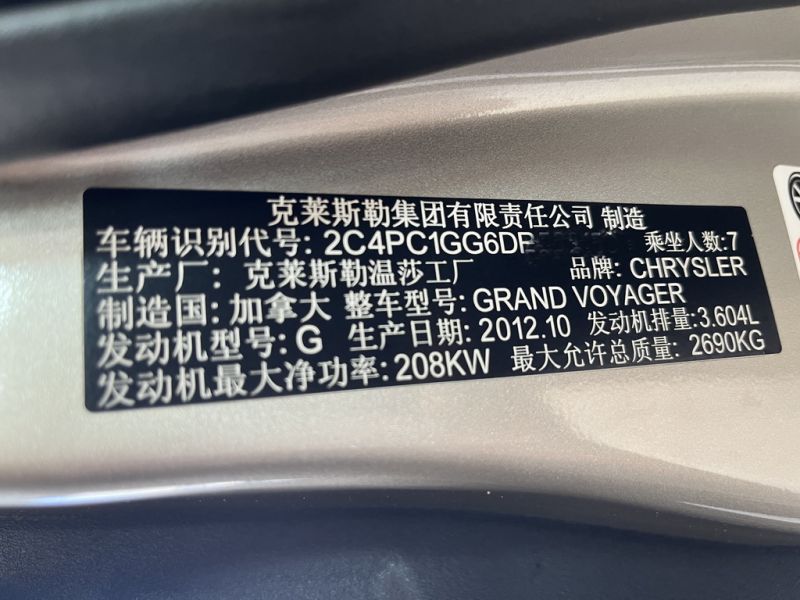 克莱斯勒集团有限责任公司 制造
车辆识别代号: 2C4PC1GG6DR 乘坐人数:7
生产厂: 克莱斯勒温莎工厂 品牌: CHRYSLER
制造国: 加拿大 整车型号: GRAND VOYAGER
发动机型号: G 生产日期: 2012.10 发动机排量: 3.604L
发动机最大净功率: 208KW 最大允许总质量: 2690KG